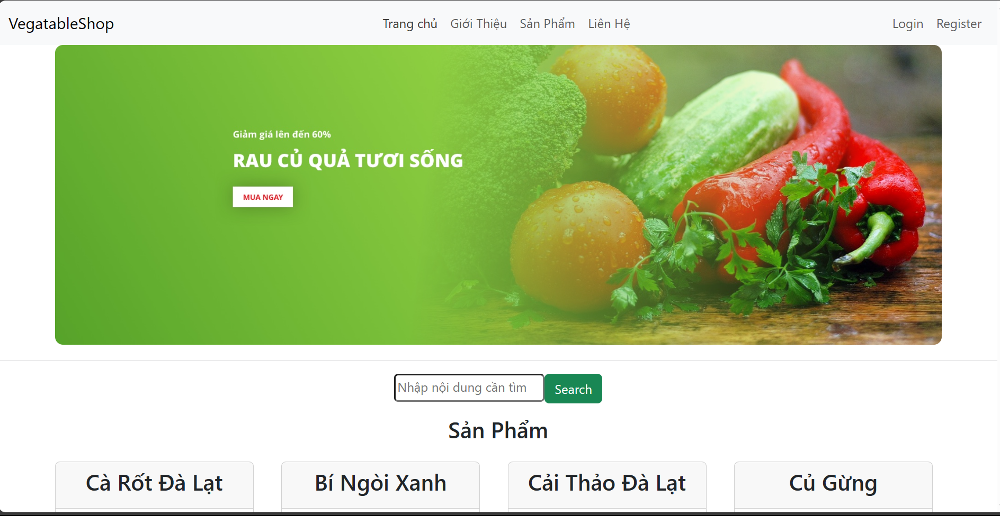 VegatableShop
Trang chủ Giới Thiệu Sản Phẩm Liên Hệ
Login Register
Giảm giá lên đến 60%
RAU CỦ QUẢ TƯƠI SỐNG
MUA NGAY
Nhập nội dung cần tìm Search
Sản Phẩm
Cà Rốt Đà Lạt
Bí Ngòi Xanh
Cải Thảo Đà Lạt
Củ Gừng